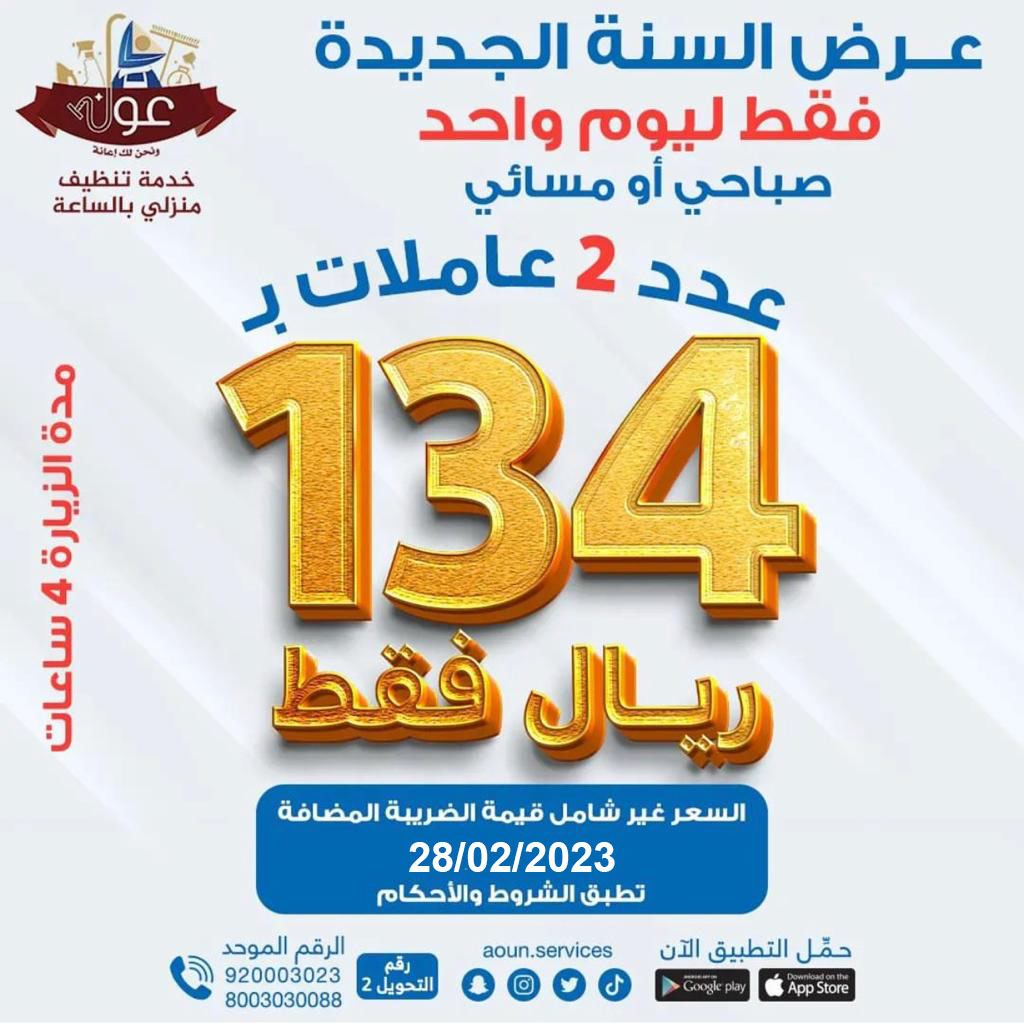 عـرض السنة الجديدة
فقط ليوم واحد
صباحي أو مسائي
عون
ونحن لك إعانة
خدمة تنظيف
منزلي بالساعة
عدد 2 عاملات بـ
134
ريـال فقط
مدة الزيارة 4 ساعات
السعر غير شامل قيمة الضريبة المضافة
28/02/2023
تطبق الشروط والأحكام
حمِّل التطبيق الآن
Download on the
App Store
ANDROID APP ON
Google play
aoun.services
رقم
التحويل 2
الرقم الموحد
920003023
8003030088